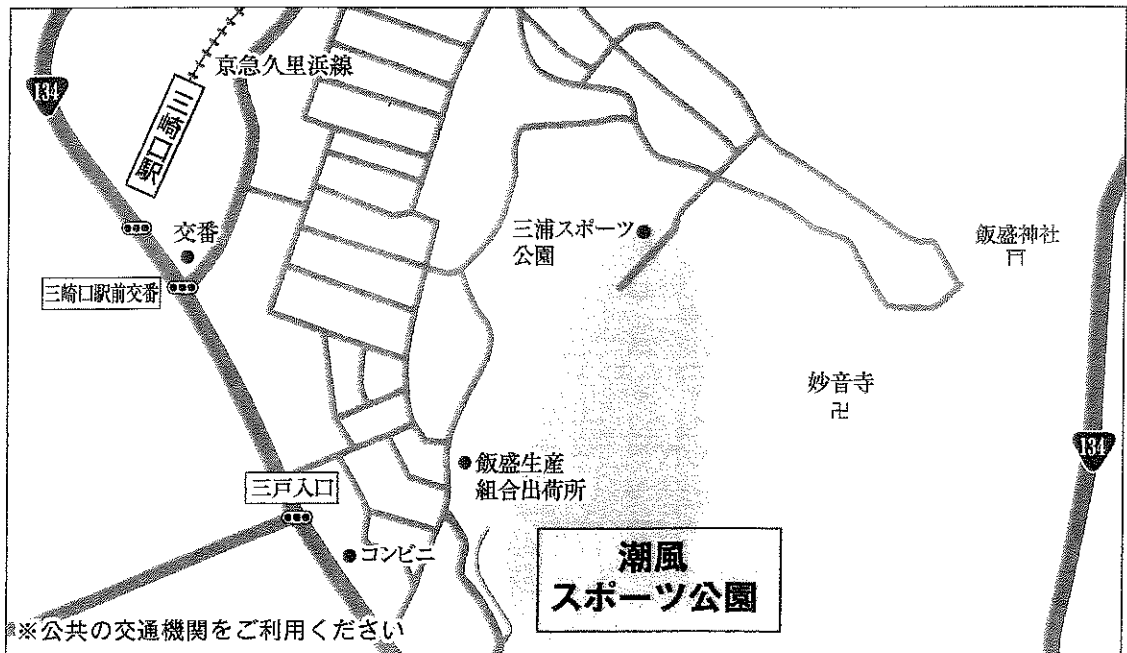 京急久里浜線
134
三崎口駅
交番
三崎口駅前交番
三浦スポーツ
公園
飯盛神社
妙音寺
卍
134
飯盛生産
組合出荷所
三戸入口
コンビニ
潮風
スポーツ公園
※公共の交通機関をご利用ください